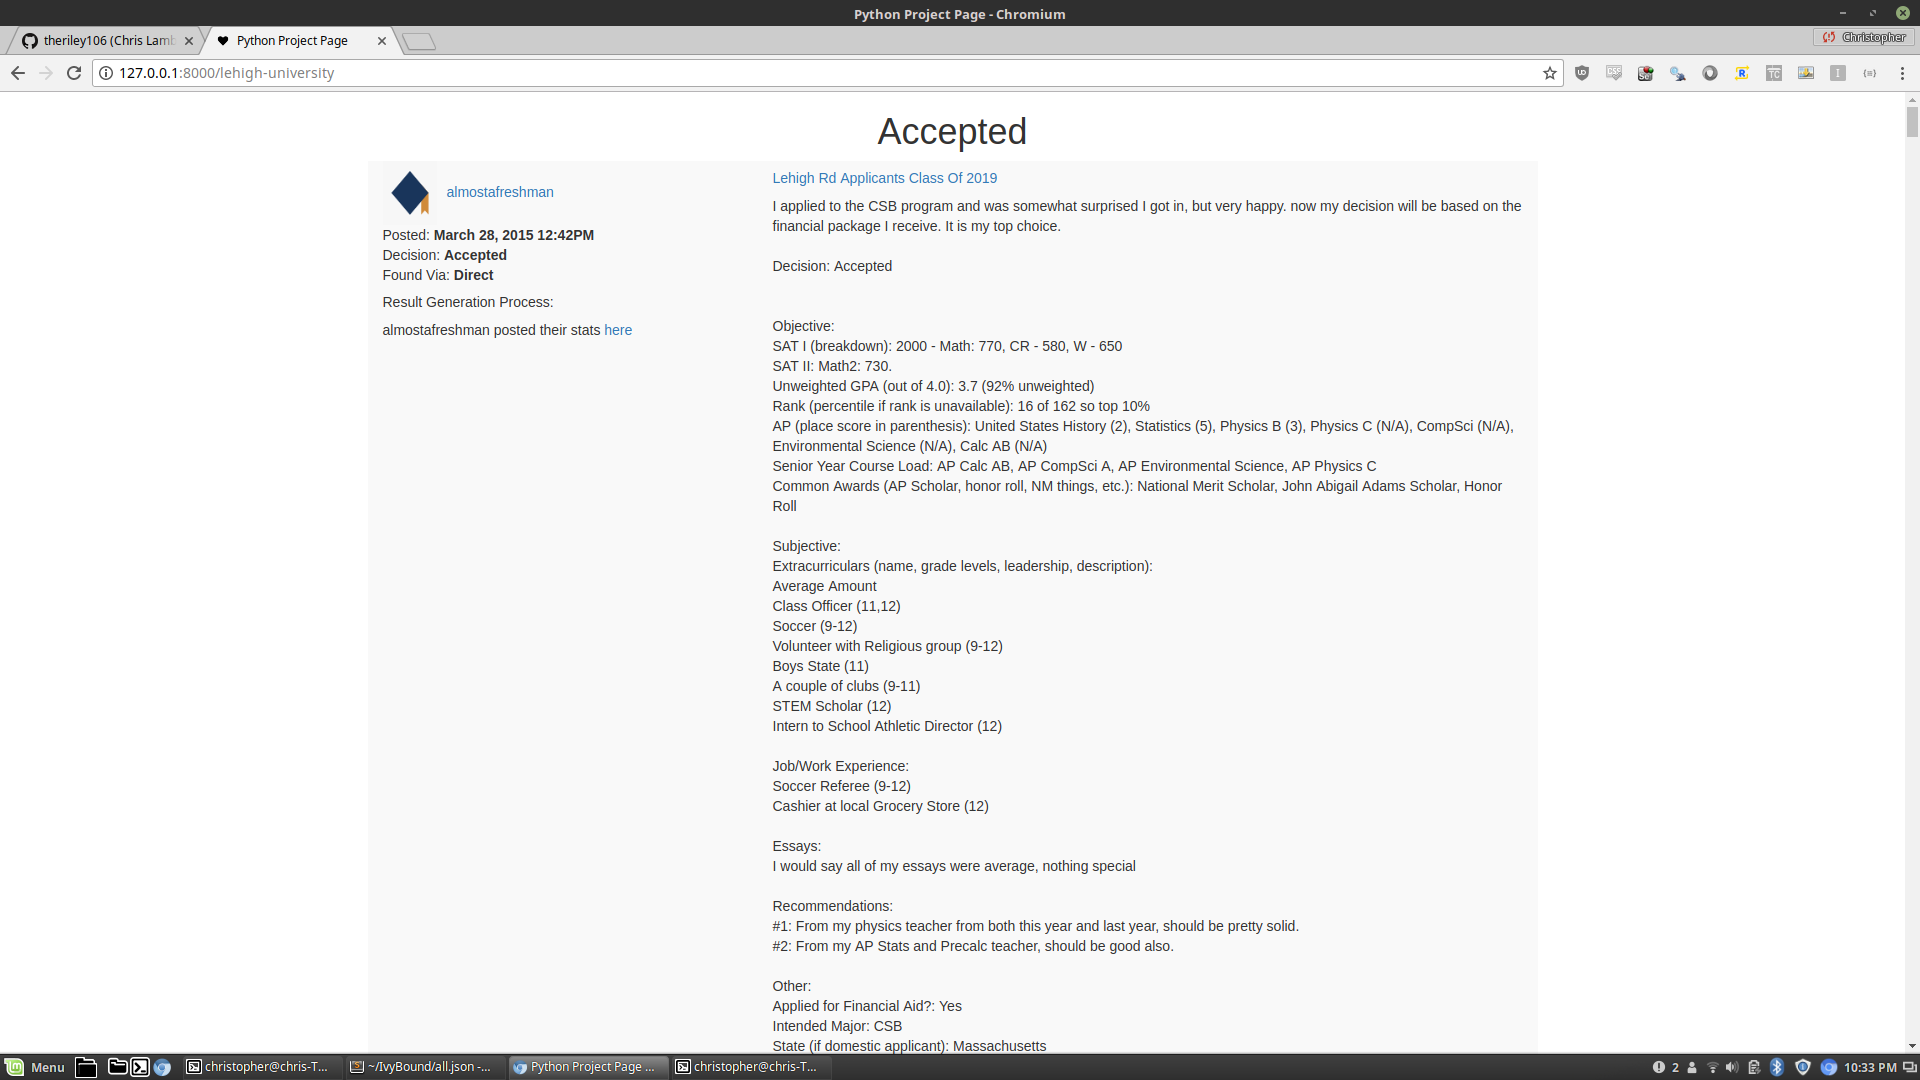 Python Project Page - Chromium
theriley106 (Chris Lamb
Python Project Page
Christopher
127.0.0.1:8000/lehigh-university
Accepted
almostafreshman
Posted: March 28, 2015 12:42PM
Decision: Accepted
Found Via: Direct
Result Generation Process:
almostafreshman posted their stats here
Lehigh Rd Applicants Class Of 2019
I applied to the CSB program and was somewhat surprised I got in, but very happy. now my decision will be based on the
financial package I receive. It is my top choice.
Decision: Accepted
Objective:
SAT I (breakdown): 2000 - Math: 770, CR - 580, W - 650
SAT II: Math2: 730.
Unweighted GPA (out of 4.0): 3.7 (92% unweighted)
Rank (percentile if rank is unavailable): 16 of 162 so top 10%
AP (place score in parenthesis): United States History (2), Statistics (5), Physics B (3), Physics C (N/A), CompSci (N/A),
Environmental Science (N/A), Calc AB (N/A)
Senior Year Course Load: AP Calc AB, AP CompSci A, AP Environmental Science, AP Physics C
Common Awards (AP Scholar, honor roll, NM things, etc.): National Merit Scholar, John Abigail Adams Scholar, Honor
Roll
Subjective:
Extracurriculars (name, grade levels, leadership, description):
Average Amount
Class Officer (11,12)
Soccer (9-12)
Volunteer with Religious group (9-12)
Boys State (11)
A couple of clubs (9-11)
STEM Scholar (12)
Intern to School Athletic Director (12)
Job/Work Experience:
Soccer Referee (9-12)
Cashier at local Grocery Store (12)
Essays:
I would say all of my essays were average, nothing special
Recommendations:
#1: From my physics teacher from both this year and last year, should be pretty solid.
#2: From my AP Stats and Precalc teacher, should be good also.
Other:
Applied for Financial Aid?: Yes
Intended Major: CSB
State (if domestic applicant): Massachusetts
Menu
christopher@chris-T...
~/IvyBound/all.json -...
Python Project Page ...
christopher@chris-T...
2
10:33 PM